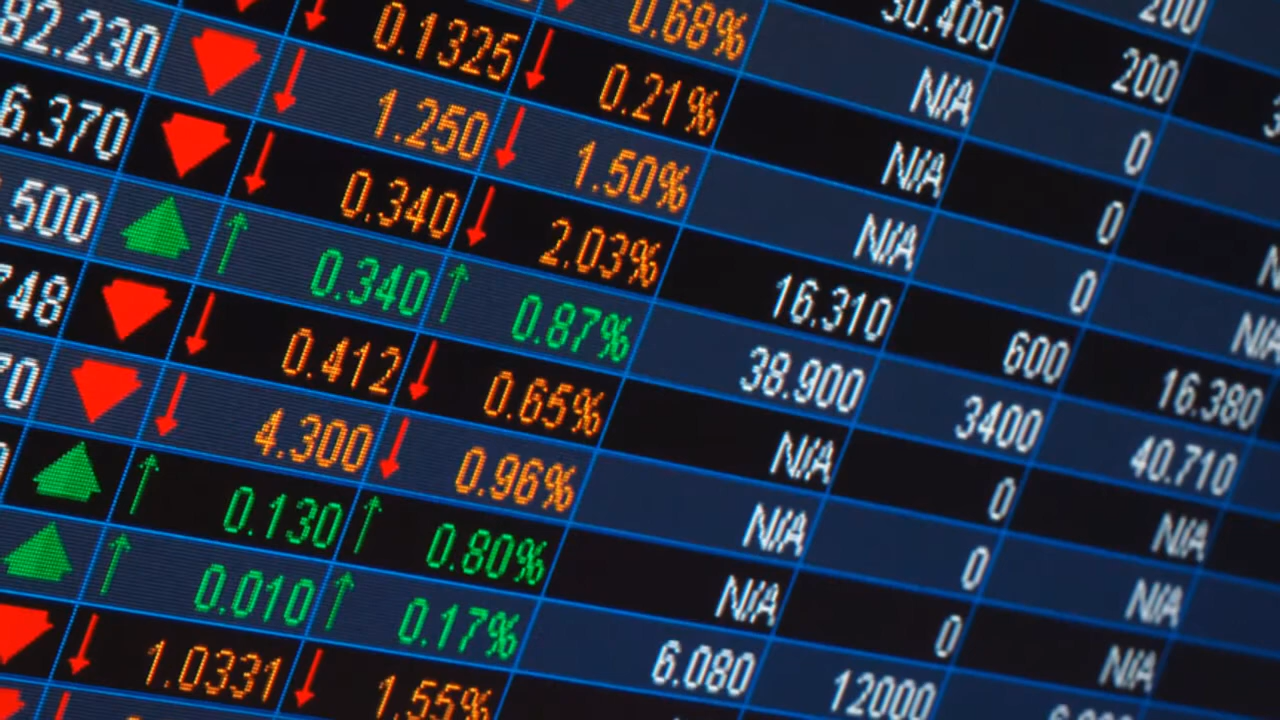 200
30.400 200
0.68% N/A 0
0.1325 ↓ 0.21% N/A 0
82.230 ▼ ↓ 1.250 ↓ 1.50% N/A 0 N/A
6.370 ▼ ↓ 0.340 ↓ 2.03% 16.310 600 16.380
.500 ▲ ↑ 0.340 ↑ 0.87% 38.900 3400 40.710
748 ▼ ↓ 0.412 ↓ 0.65% N/A 0 N/A
70 ▼ ↓ 4.300 ↓ 0.96% N/A 0 N/A
▲ ↑ 0.130 ↑ 0.80% N/A 0 N/A
▲ ↑ 0.010 ↑ 0.17% 6.080 12000
▼ ↓ 1.0331 ↓ 1.55%